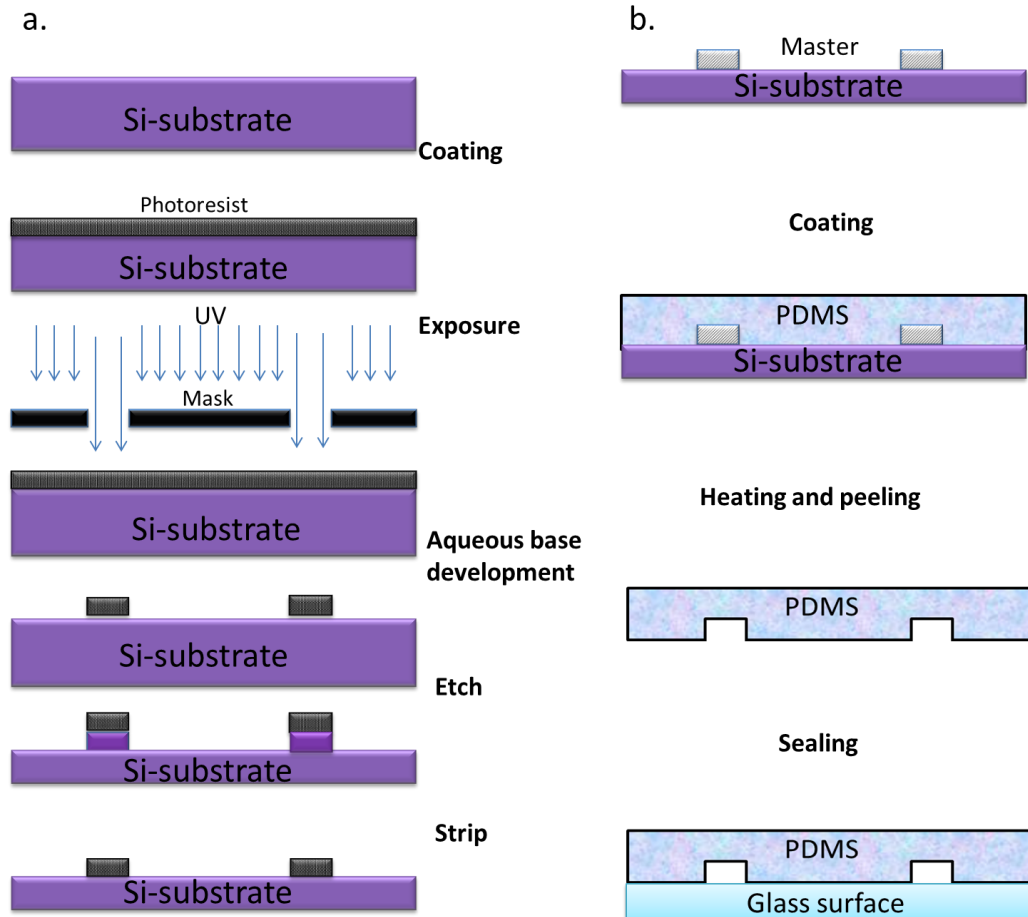 a.
Si-substrate
Coating
Photoresist
Si-substrate
UV
Exposure
Mask
Si-substrate
Aqueous base
development
Si-substrate
Etch
Si-substrate
Strip
Si-substrate
b.
Master
Si-substrate
Coating
PDMS
Si-substrate
Heating and peeling
PDMS
Sealing
PDMS
Glass surface